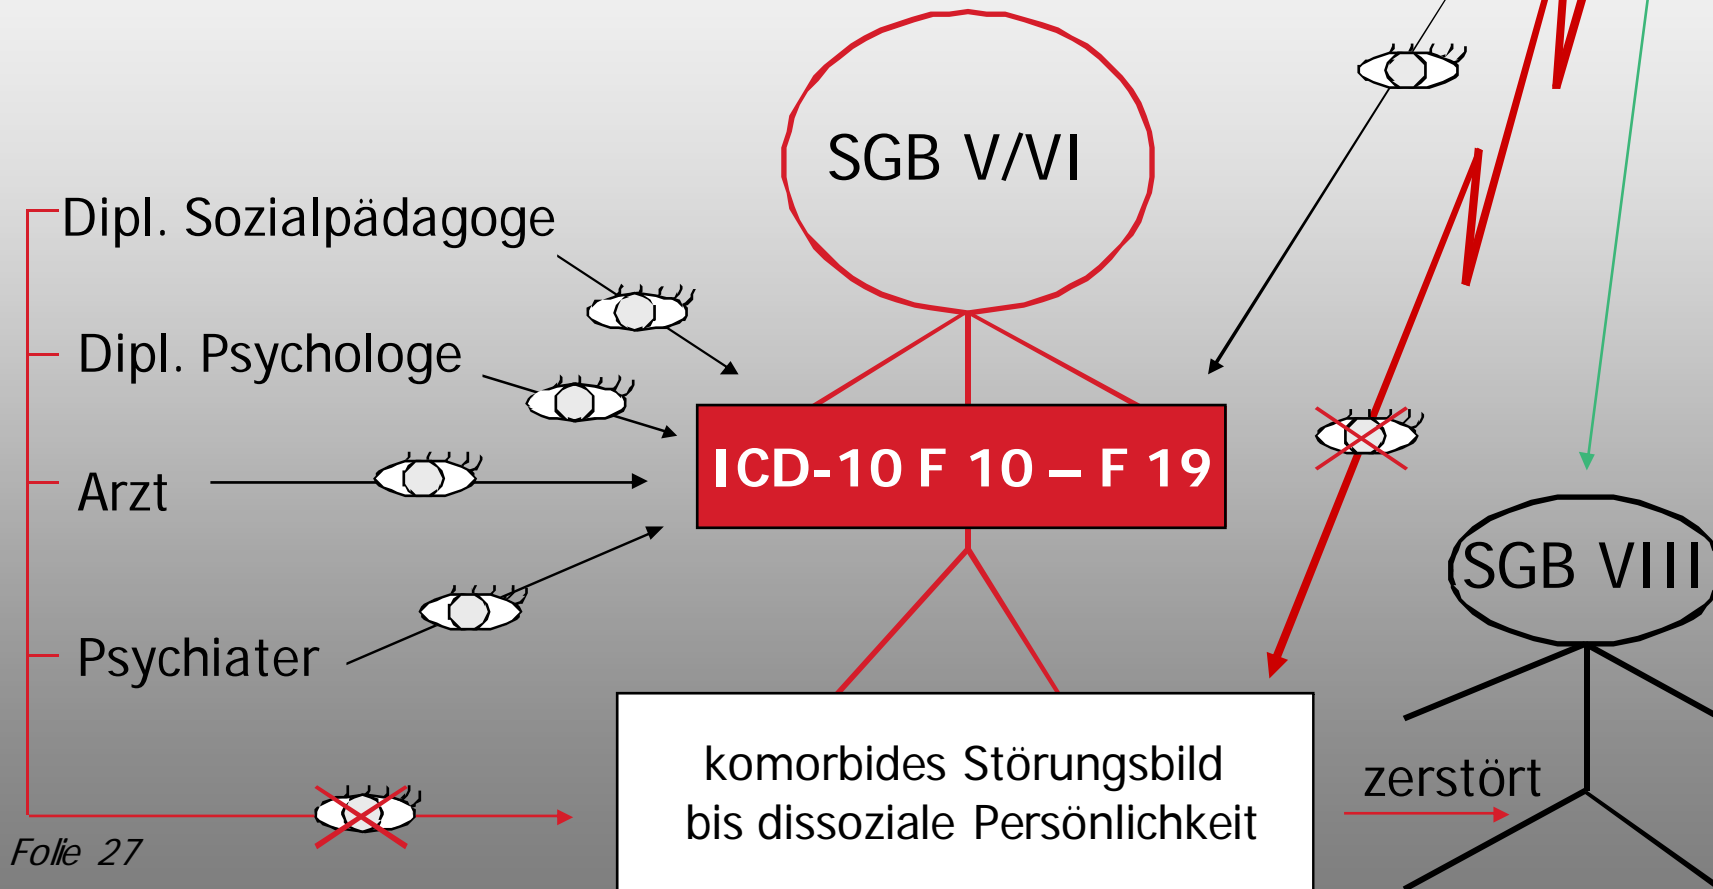 SGB V/VI
Dipl. Sozialpädagoge
Dipl. Psychologe
Arzt
Psychiater
ICD-10 F 10 – F 19
SGB VIII
komorbides Störungsbild
bis dissoziale Persönlichkeit
zerstört
Folie 27